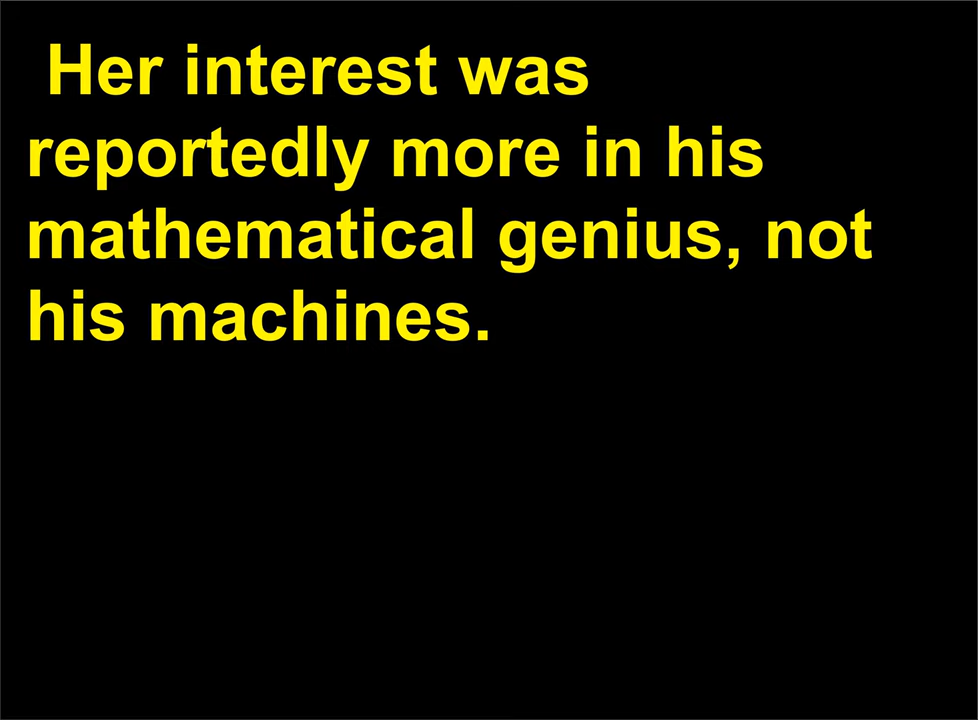 Her interest was
reportedly more in his
mathematical genius, not
his machines.